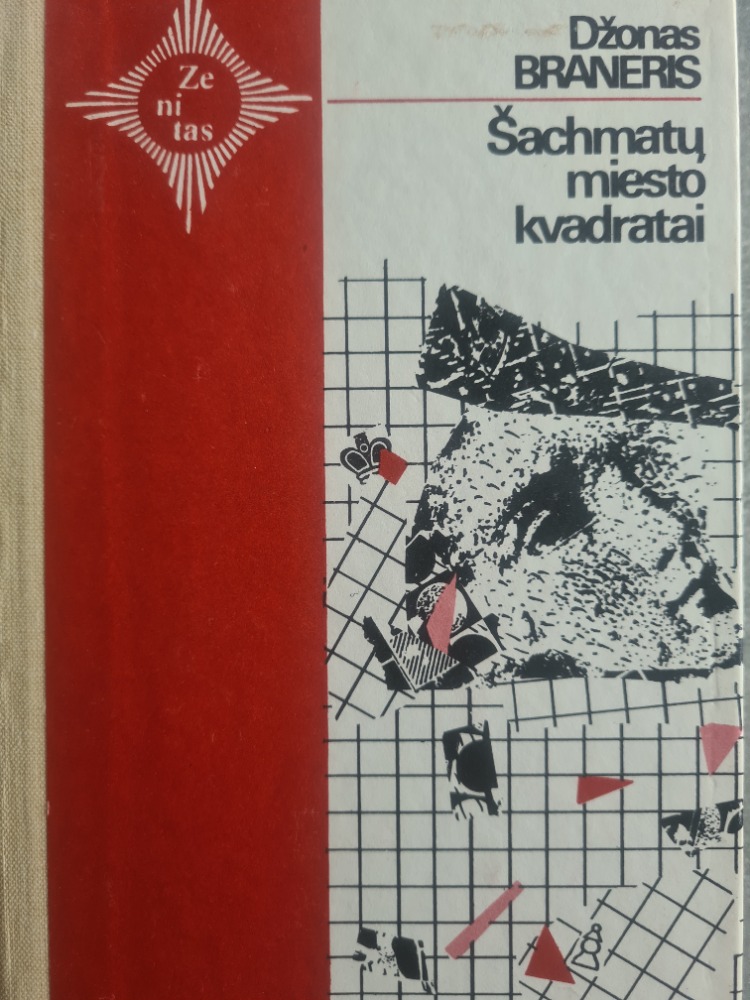 Ze
ni
tas
Džonas
BRANERIS
Šachmatų
miesto
kvadratai